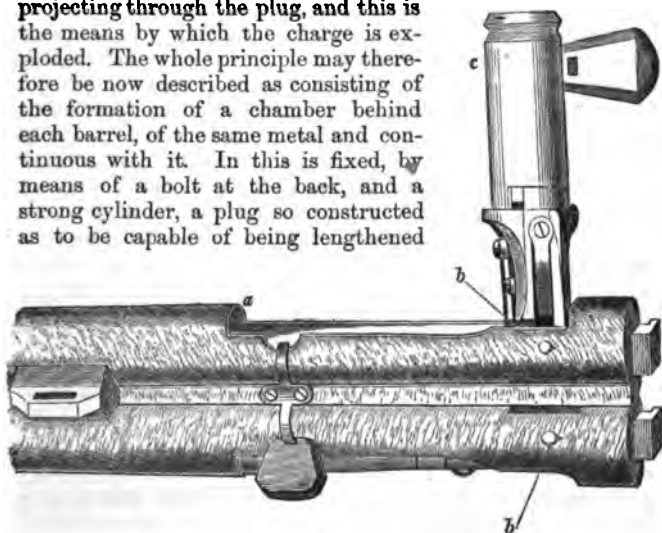 projecting through the plug, and this is
the means by which the charge is ex-
ploded. The whole principle may there-
fore be now described as consisting of
the formation of a chamber behind
each barrel, of the same metal and con-
tinuous with it. In this is fixed, by
means of a bolt at the back, and a
strong cylinder, a plug so constructed
as to be capable of being lengthened
c
b
a
b